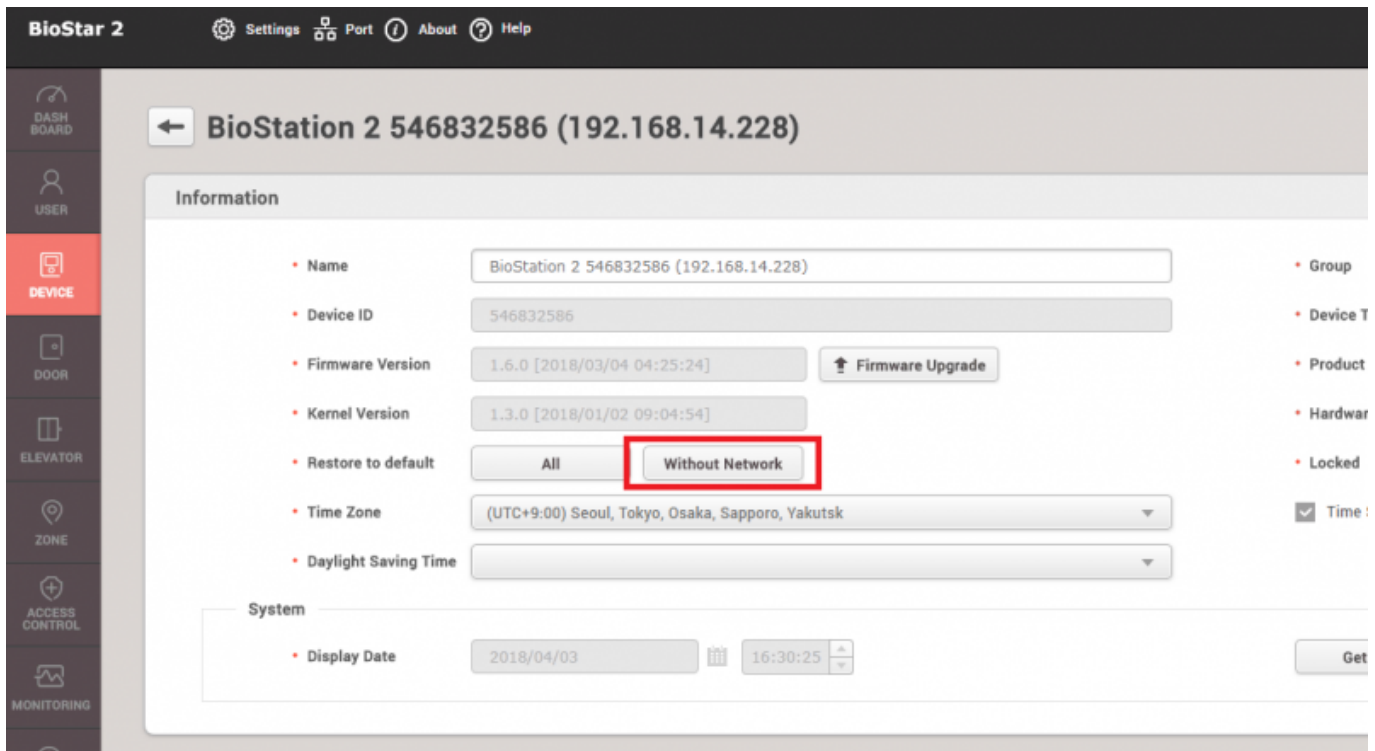 BioStar 2 Settings Port About Help
DASH
BOARD
USER
DEVICE
DOOR
ELEVATOR
ZONE
ACCESS
CONTROL
MONITORING
BioStation 2 546832586 (192.168.14.228)
Information
• Name BioStation 2 546832586 (192.168.14.228) • Group
• Device ID 546832586 • Device T
• Firmware Version 1.6.0 [2018/03/04 04:25:24] Firmware Upgrade • Product
• Kernel Version 1.3.0 [2018/01/02 09:04:54] • Hardwar
• Restore to default All Without Network • Locked
• Time Zone (UTC+9:00) Seoul, Tokyo, Osaka, Sapporo, Yakutsk Time
• Daylight Saving Time
System
• Display Date 2018/04/03 16:30:25 Get